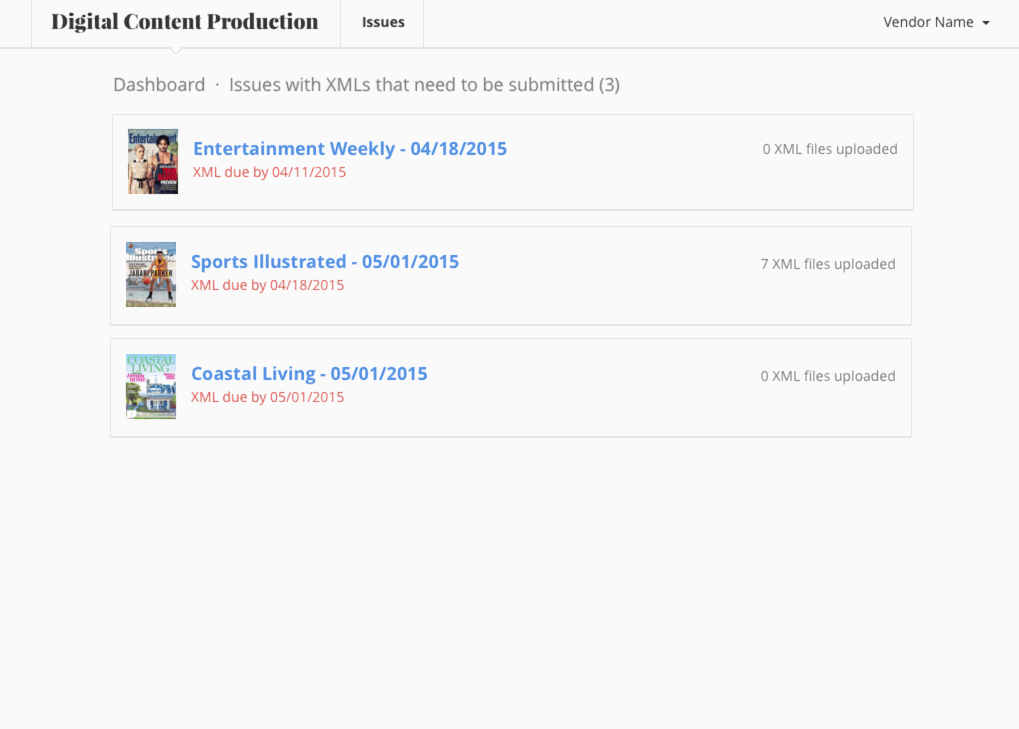 Digital Content Production
Issues
Vendor Name
Dashboard · Issues with XMLs that need to be submitted (3)
Entertainment Weekly - 04/18/2015
0 XML files uploaded
XML due by 04/11/2015
Sports Illustrated - 05/01/2015
7 XML files uploaded
XML due by 04/18/2015
Sports
Illustrated
JABARI PARKER
Coastal Living - 05/01/2015
0 XML files uploaded
XML due by 05/01/2015
COASTAL
LIVING